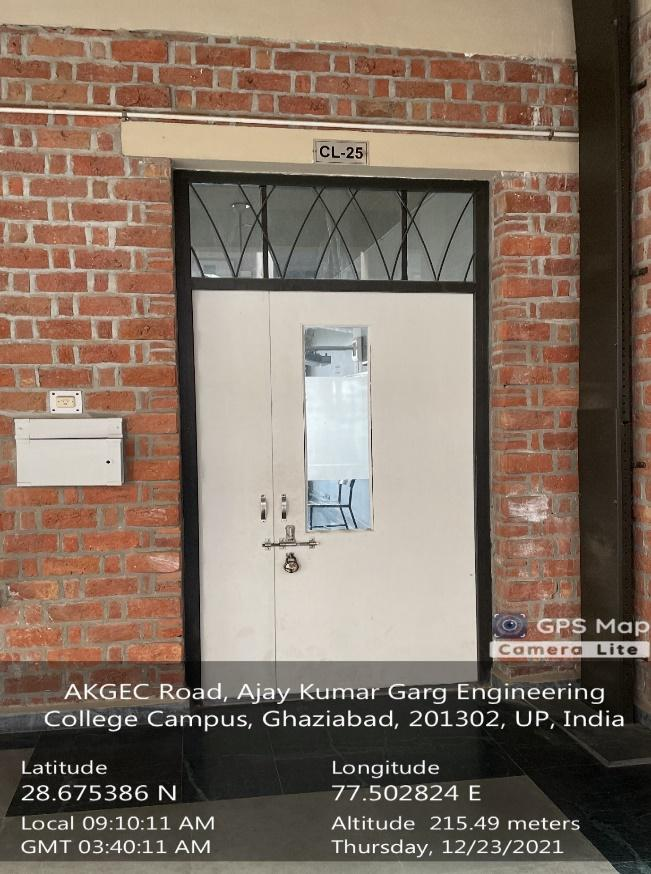 CL-25
GPS Map
Camera Lite
AKGEC Road, Ajay Kumar Garg Engineering
College Campus, Ghaziabad, 201302, UP, India
Latitude
28.675386 N
Longitude
77.502824 E
Local 09:10:11 AM
GMT 03:40:11 AM
Altitude 215.49 meters
Thursday, 12/23/2021